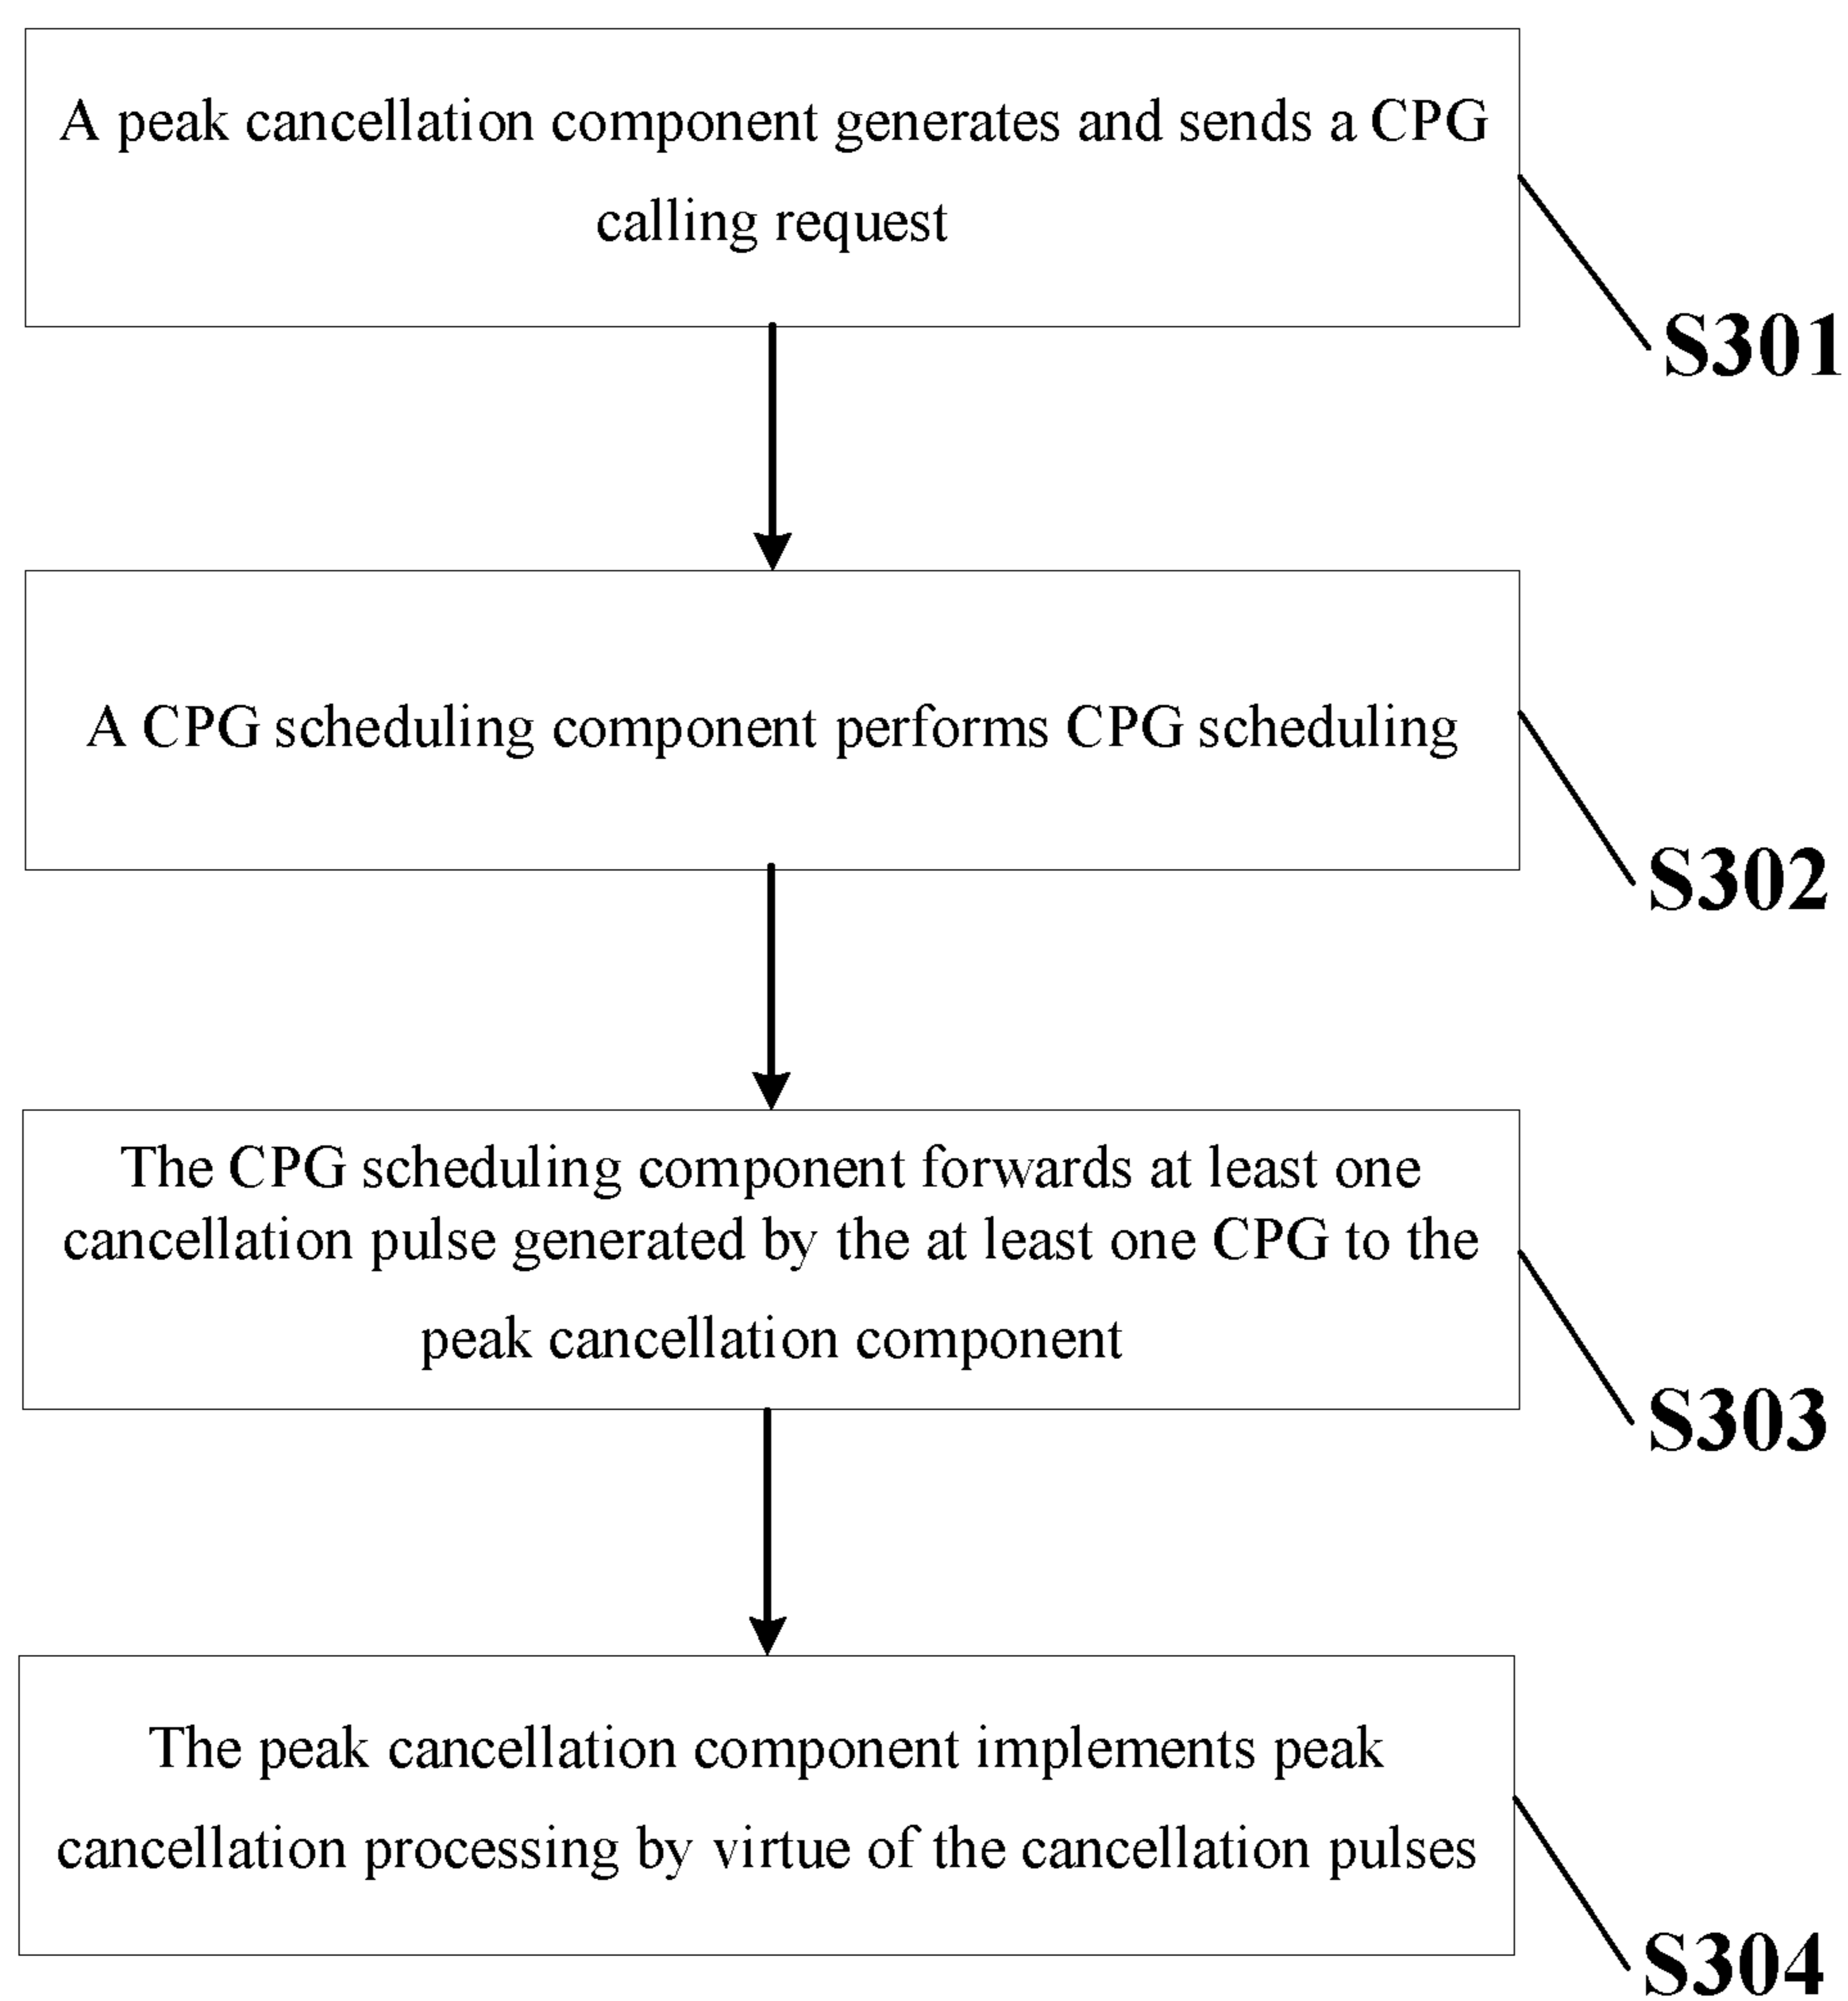 A peak cancellation component generates and sends a CPG
calling request
S301
A CPG scheduling component performs CPG scheduling
S302
The CPG scheduling component forwards at least one
cancellation pulse generated by the at least one CPG to the
peak cancellation component
S303
The peak cancellation component implements peak
cancellation processing by virtue of the cancellation pulses
S304